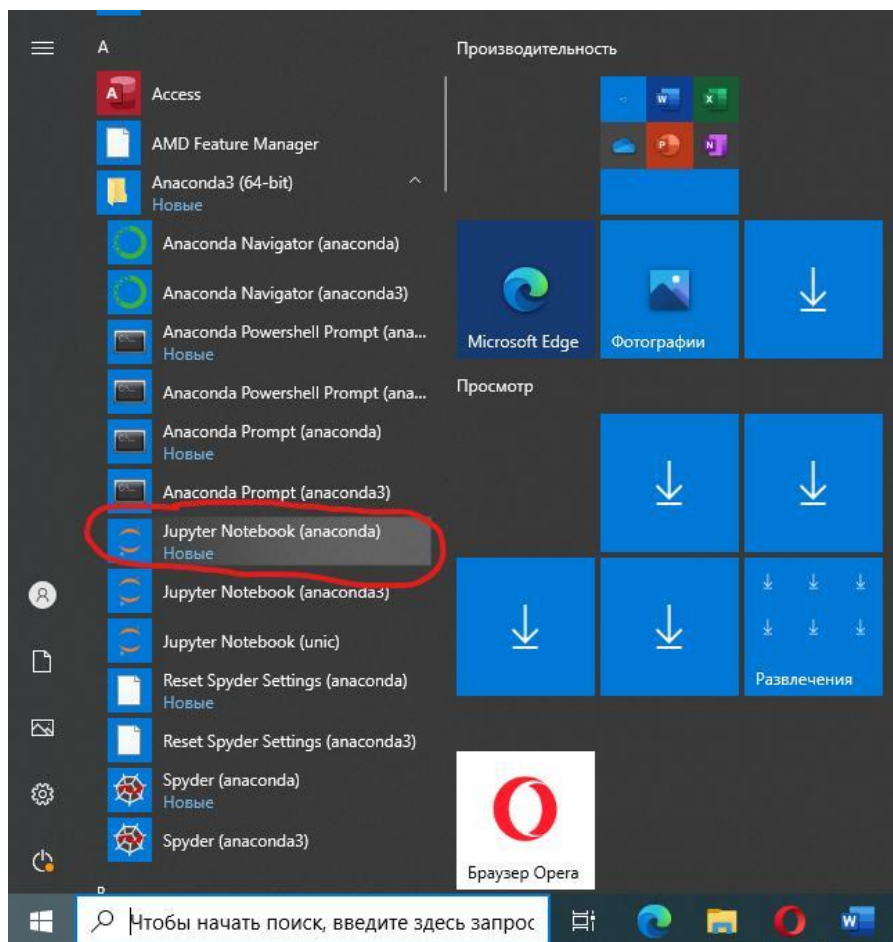 A
Access
AMD Feature Manager
Anaconda3 (64-bit)
Новые
Anaconda Navigator (anaconda)
Anaconda Navigator (anaconda3)
Anaconda Powershell Prompt (ana...
Новые
Anaconda Powershell Prompt (ana...
Anaconda Prompt (anaconda)
Новые
Anaconda Prompt (anaconda3)
Jupyter Notebook (anaconda)
Новые
Jupyter Notebook (anaconda3)
Jupyter Notebook (unic)
Reset Spyder Settings (anaconda)
Новые
Reset Spyder Settings (anaconda3)
Spyder (anaconda)
Новые
Spyder (anaconda3)
Производительность
Microsoft Edge
Фотографии
Просмотр
Развлечения
Браузер Opera
Чтобы начать поиск, введите здесь запрос